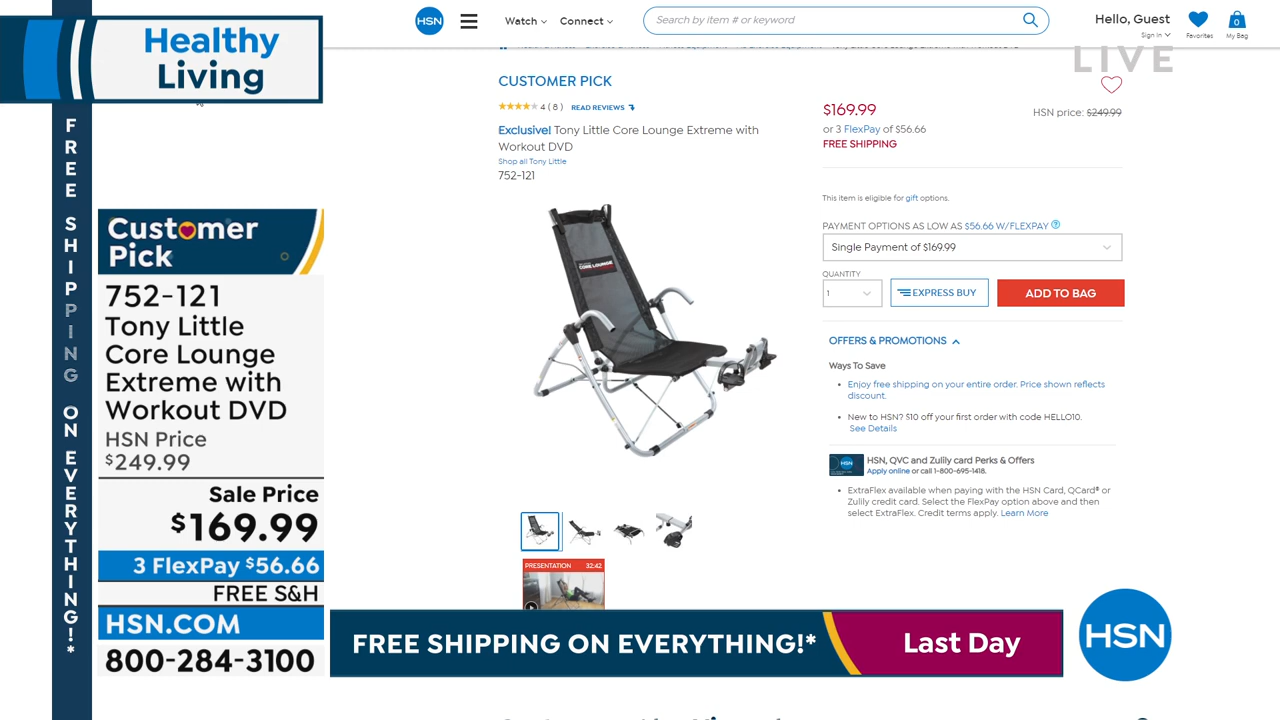 Healthy
Living
FREE SHIPPING ON EVERYTHING!*
Customer
Pick
752-121
Tony Little
Core Lounge
Extreme with
Workout DVD
HSN Price
$249.99
Sale Price
$169.99
3 FlexPay $56.66
FREE S&H
HSN.COM
800-284-3100
HSN
Watch
Connect
Search by item # or keyword
Hello, Guest
Sign in
Favorites
0
My Bag
LIVE
CUSTOMER PICK
4 ( 8 ) READ REVIEWS
Exclusive! Tony Little Core Lounge Extreme with
Workout DVD
Shop all Tony Little
752-121
CORE LOUNGE
PRESENTATION 32:42
$169.99
HSN price: $249.99
or 3 FlexPay of $56.66
FREE SHIPPING
This item is eligible for gift options.
PAYMENT OPTIONS AS LOW AS $56.66 W/FLEXPAY ?
Single Payment of $169.99
QUANTITY
1
EXPRESS BUY
ADD TO BAG
OFFERS & PROMOTIONS
Ways To Save
• Enjoy free shipping on your entire order. Price shown reflects
discount.
• New to HSN? $10 off your first order with code HELLO10.
See Details
HSN
HSN, QVC and Zulily card Perks & Offers
Apply online or call 1-800-695-1418.
• ExtraFlex available when paying with the HSN Card, QCard® or
Zulily credit card. Select the FlexPay option above and then
select ExtraFlex. Credit terms apply. Learn More
FREE SHIPPING ON EVERYTHING!*
Last Day
HSN